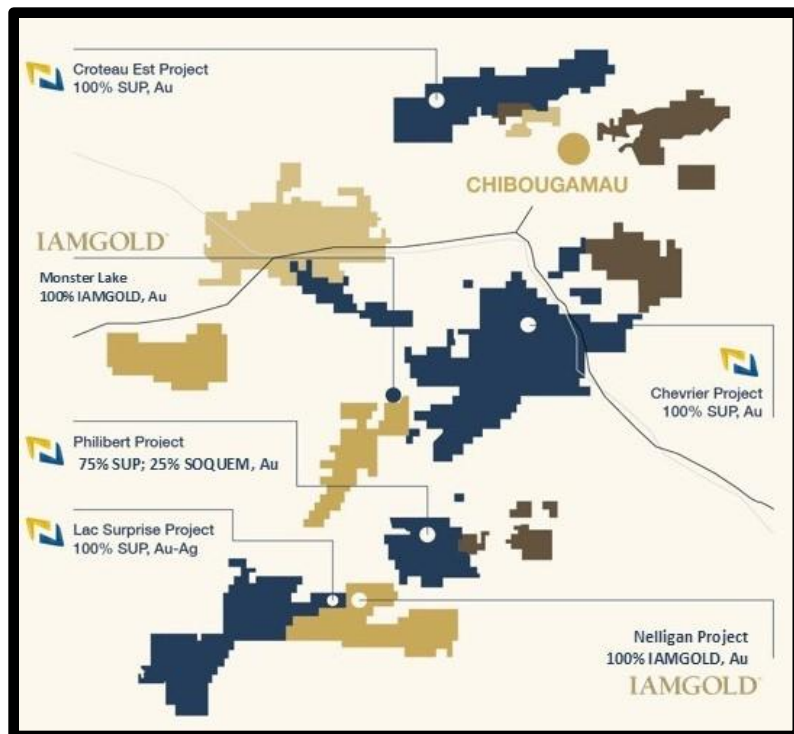 Croteau Est Project
100% SUP, Au
CHIBOUGAMAU
IAMGOLD
Monster Lake
100% IAMGOLD, Au
Chevrier Project
100% SUP, Au
Philibert Project
75% SUP; 25% SOQUEM, Au
Lac Surprise Project
100% SUP, Au-Ag
Nelligan Project
100% IAMGOLD, Au
IAMGOLD